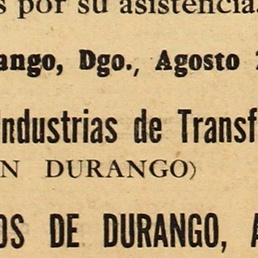 s por su asistencia.
ango, Dgo., Agosto
Industrias de Transf
N DURANGO)
OS DE DURANGO, A